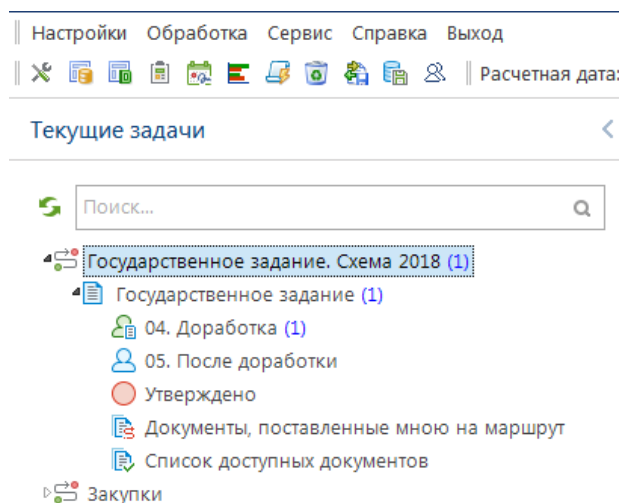 Настройки Обработка Сервис Справка Выход
Расчетная дата:
Текущие задачи
Поиск...
Государственное задание. Схема 2018 (1)
Государственное задание (1)
04. Доработка (1)
05. После доработки
Утверждено
Документы, поставленные мною на маршрут
Список доступных документов
Закупки